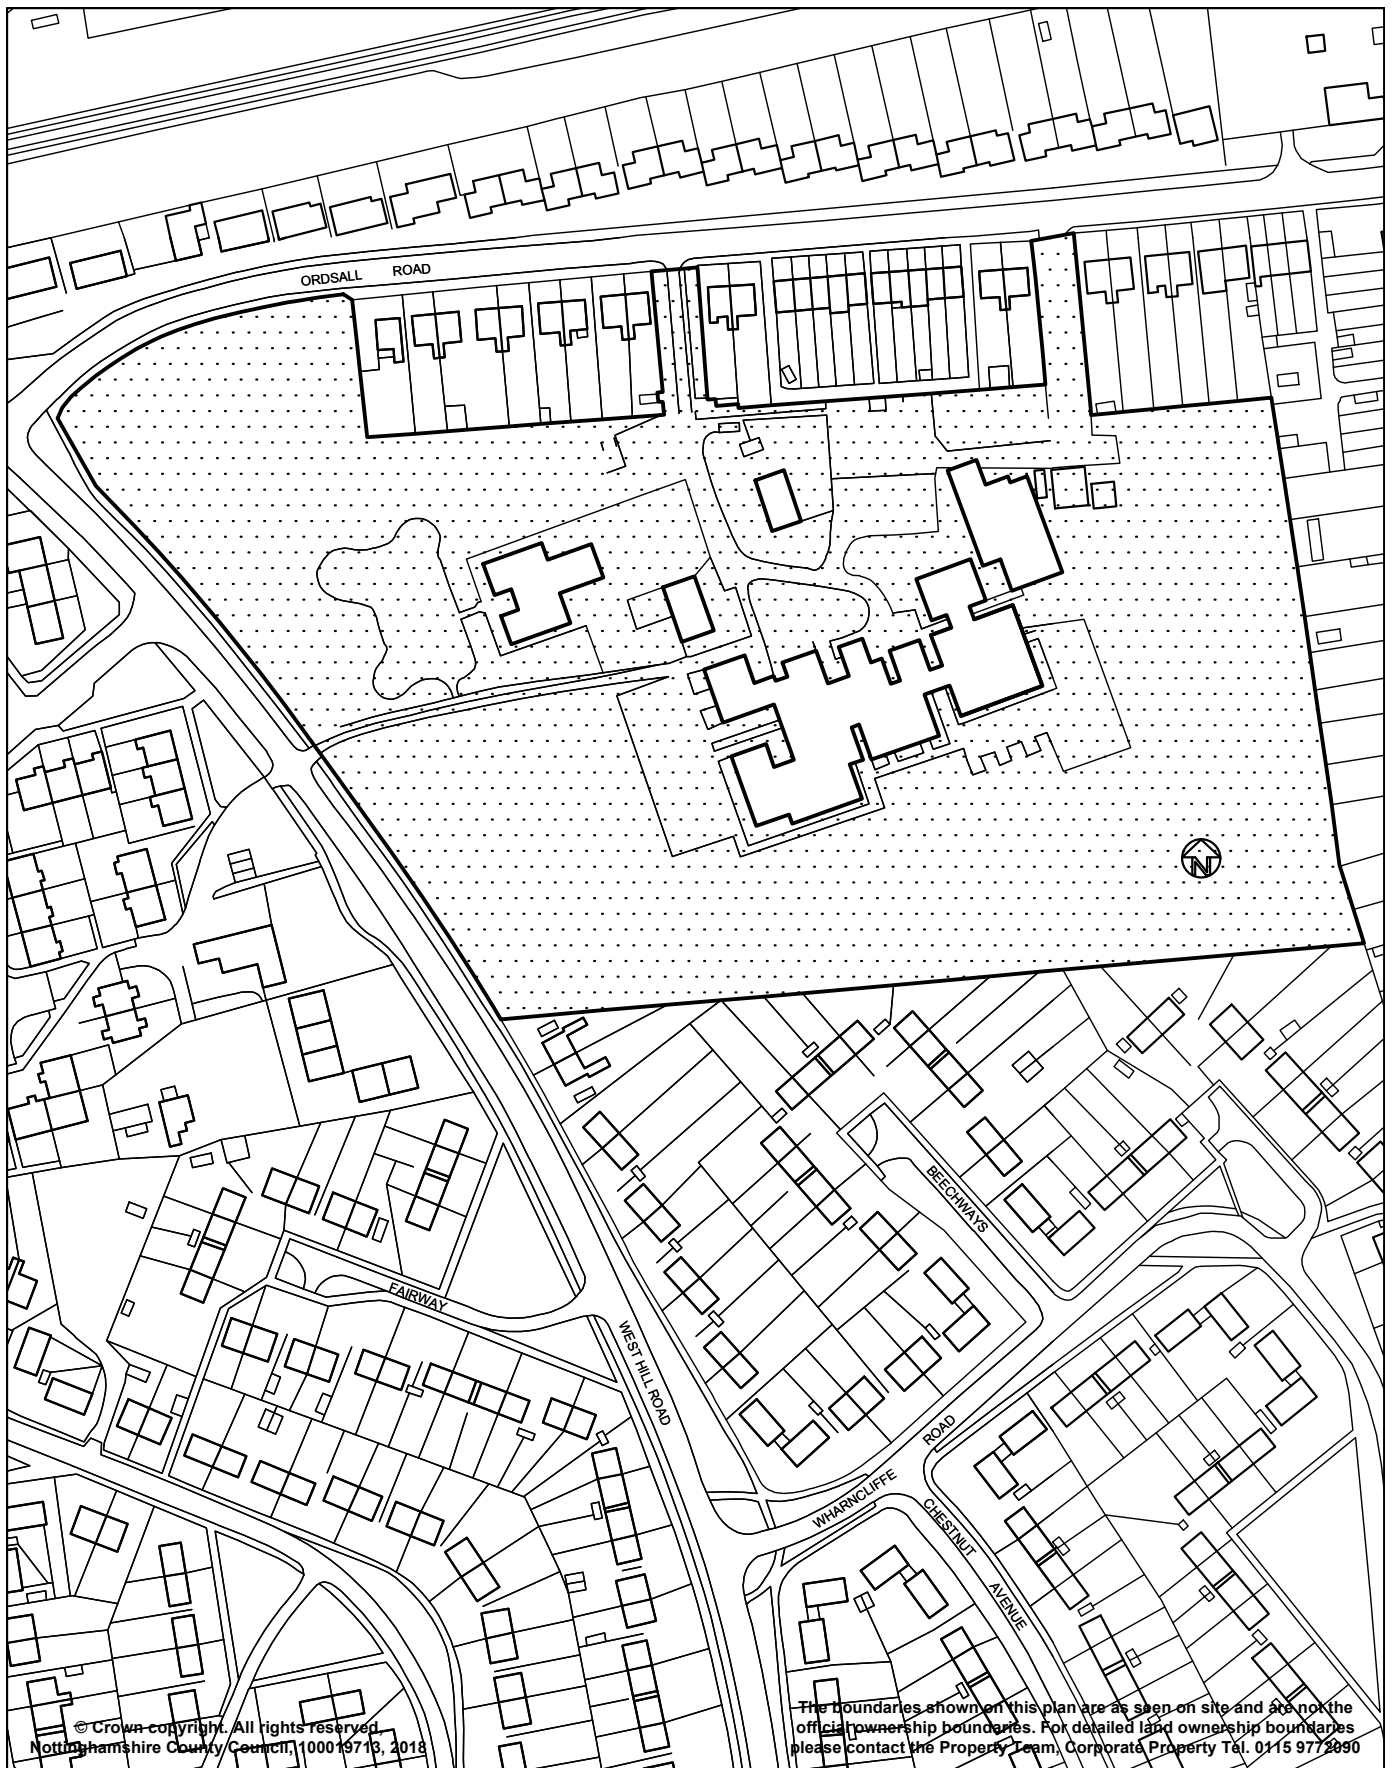 ORDSALL ROAD
N
BEECHWAYS
FAIRWAY
WEST HILL ROAD
WHARNCLIFFE ROAD
CHESTNUT AVENUE
© Crown copyright. All rights reserved,
Nottinghamshire County Council, 100019713, 2018
The boundaries shown on this plan are as seen on site and are not the
official ownership boundaries. For detailed land ownership boundaries
please contact the Property Team, Corporate Property Tel. 0115 9772090